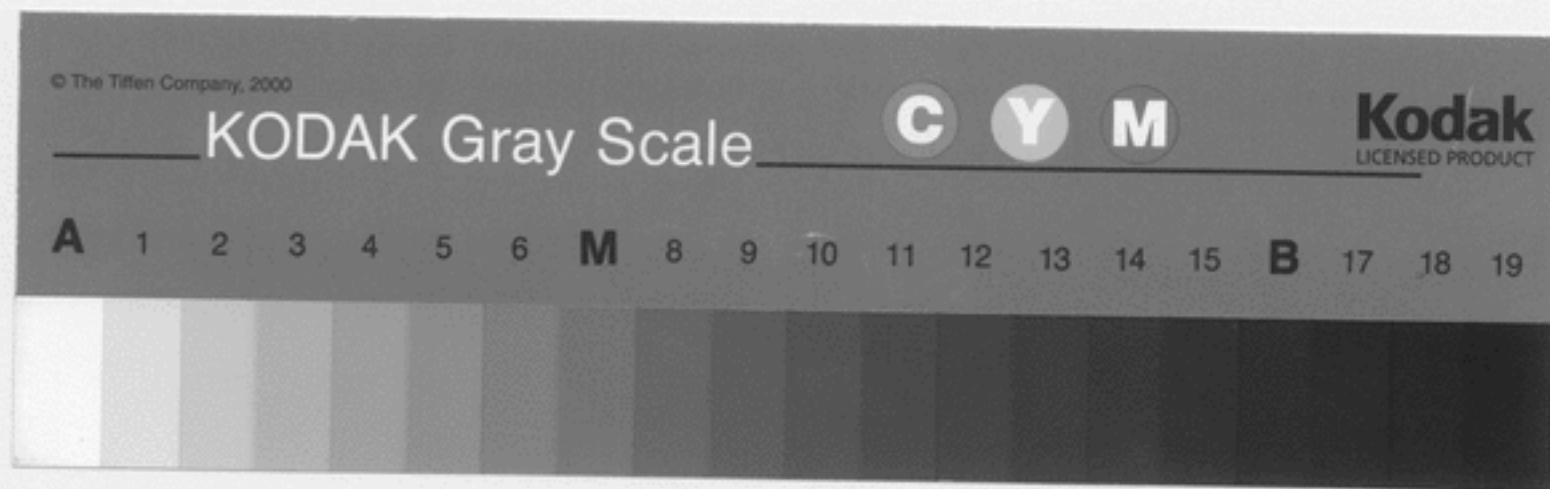 © The Tiffen Company, 2000
KODAK Gray Scale
C Y M
Kodak
LICENSED PRODUCT
A 1 2 3 4 5 6 M 8 9 10 11 12 13 14 15 B 17 18 19